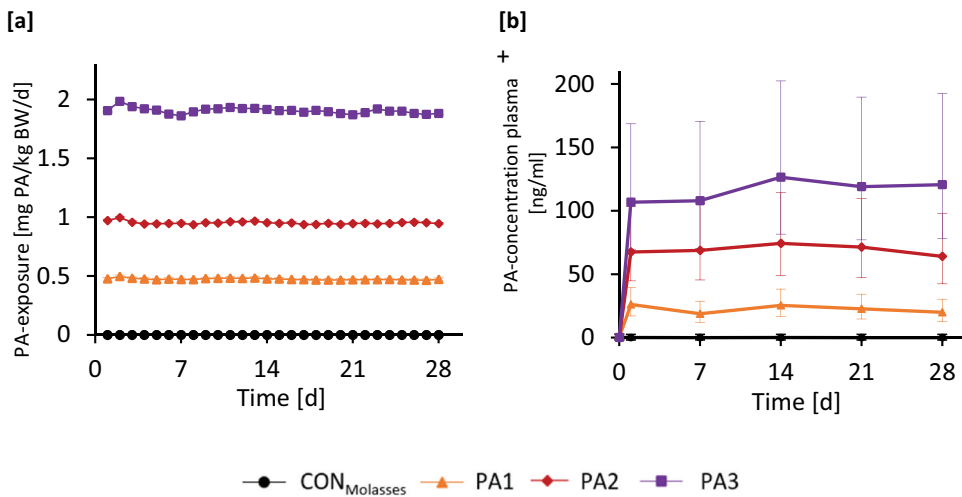 [a]
PA-exposure [mg PA/kg BW/d]
2
1.5
1
0.5
0
0 7 14 21 28
Time [d]
[b]
+
PA-concentration plasma
[ng/ml]
200
150
100
50
0
0 7 14 21 28
Time [d]
CON Molasses PA1 PA2 PA3